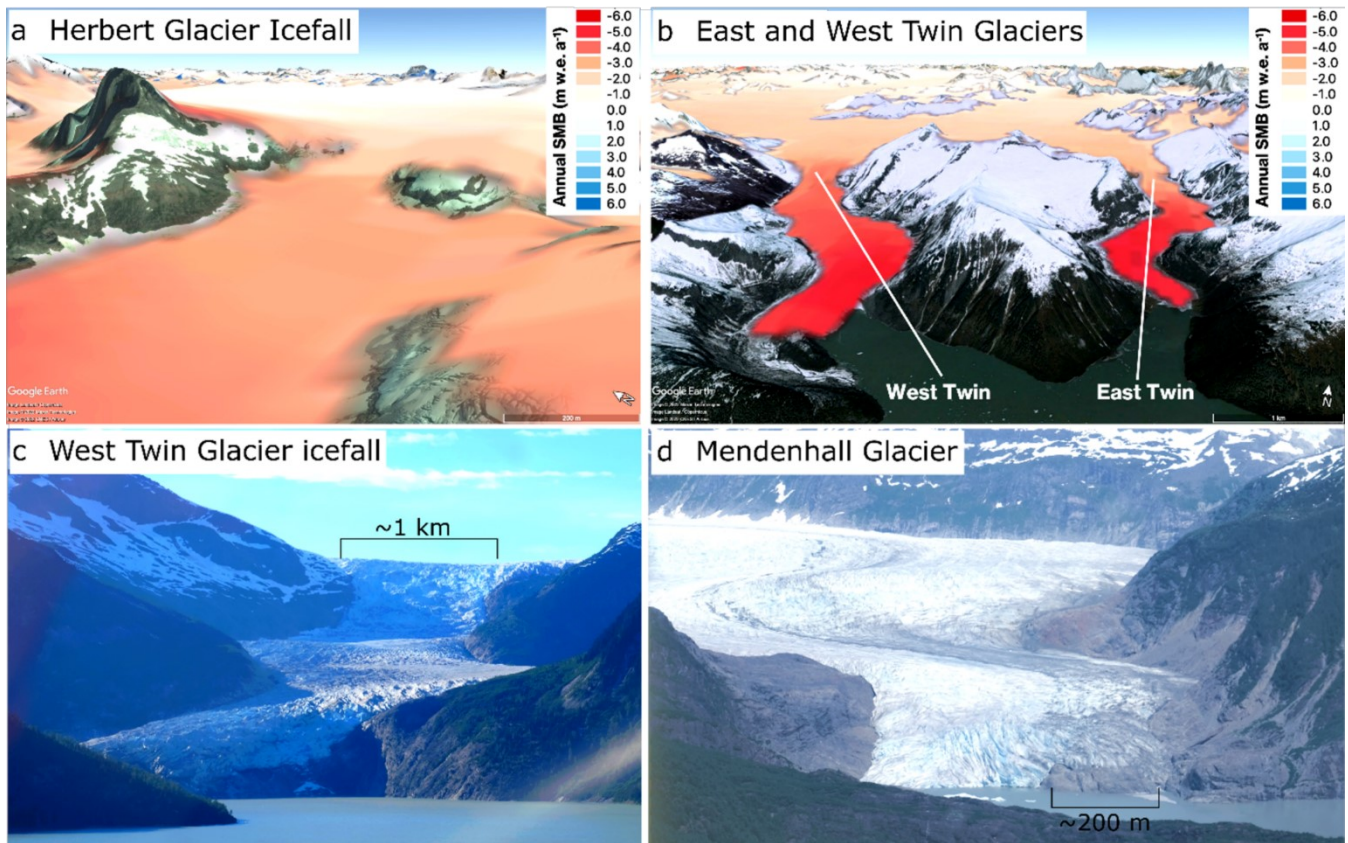 a Herbert Glacier Icefall
Annual SMB (m w.e. a⁻¹)
-6.0
-5.0
-4.0
-3.0
-2.0
-1.0
0.0
1.0
2.0
3.0
4.0
5.0
6.0
Google Earth
200 m
b East and West Twin Glaciers
Annual SMB (m w.e. a⁻¹)
-6.0
-5.0
-4.0
-3.0
-2.0
-1.0
0.0
1.0
2.0
3.0
4.0
5.0
6.0
West Twin
East Twin
Google Earth
N
1 km
c West Twin Glacier icefall
~1 km
d Mendenhall Glacier
~200 m